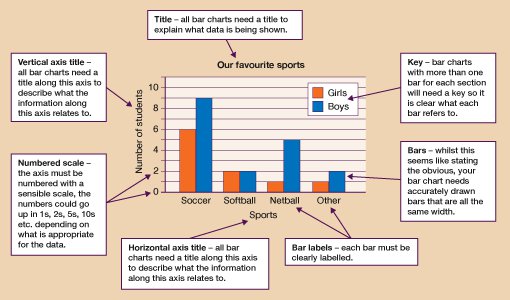 Title – all bar charts need a title to
explain what data is being shown.
Vertical axis title –
all bar charts need a
title along this axis to
describe what the
information along
this axis relates to.
Our favourite sports
Key – bar charts
with more than one
bar for each section
will need a key so it
is clear what each
bar refers to.
Number of students
10
8
6
4
2
0
Girls
Boys
Numbered scale –
the axis must be
numbered with a
sensible scale, the
numbers could go
up in 1s, 2s, 5s, 10s
etc. depending on
what is appropriate
for the data.
Bars – whilst this
seems like stating
the obvious, your
bar chart needs
accurately drawn
bars that are all the
same width.
Soccer Softball Netball Other
Sports
Horizontal axis title – all bar
charts need a title along this axis
to describe what the information
along this axis relates to.
Bar labels – each bar must be
clearly labelled.